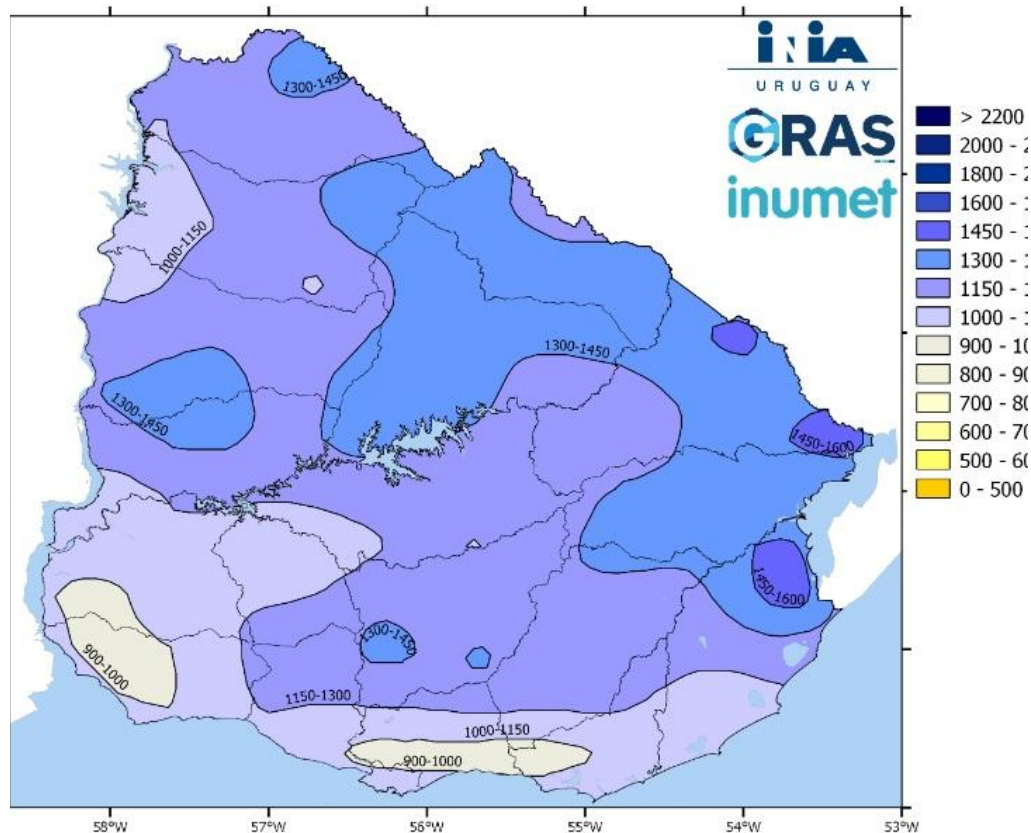 INIA
URUGUAY
GRAS
inumet
> 2200
2000 - 2
1800 - 2
1600 - 1
1450 - 1
1300 - 1
1150 - 1
1000 - 1
900 - 10
800 - 90
700 - 80
600 - 70
500 - 60
0 - 500
1300-1450
1000-1150
1300-1450
1300-1450
1450-1600
1450-1600
900-1000
1300-1450
1150-1300
1000-1150
900-1000
58°W
57°W
56°W
55°W
54°W
53°W